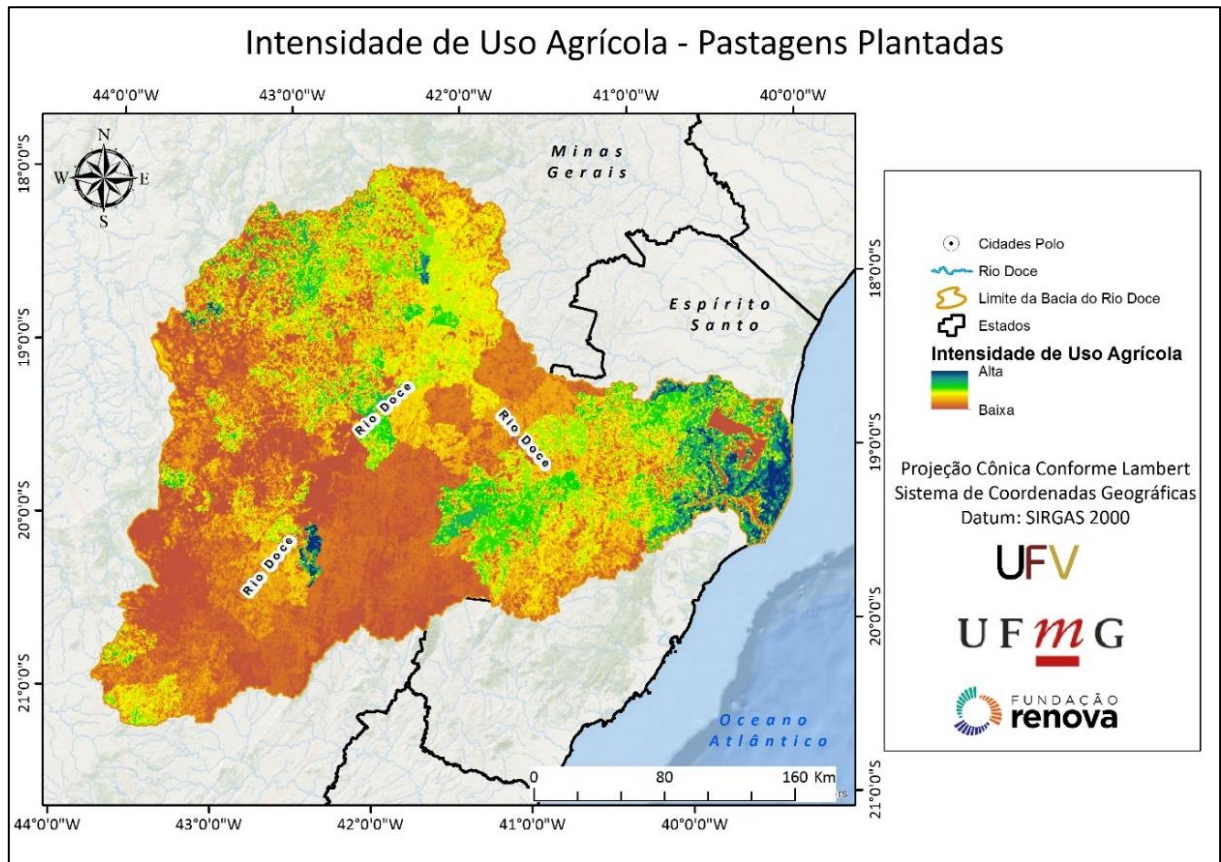 Intensidade de Uso Agrícola - Pastagens Plantadas
44°0'0"W
43°0'0"W
42°0'0"W
41°0'0"W
40°0'0"W
N
W
E
S
18°0'0"S
19°0'0"S
20°0'0"S
21°0'0"S
Minas
Gerais
Espírito
Santo
Rio Doce
Rio Doce
Rio Doce
Oceano
Atlântico
18°0'0"S
19°0'0"S
20°0'0"S
21°0'0"S
0
80
160 Km
44°0'0"W
43°0'0"W
42°0'0"W
41°0'0"W
40°0'0"W
Cidades Polo
Rio Doce
Limite da Bacia do Rio Doce
Estados
Intensidade de Uso Agrícola
Alta
Baixa
Projeção Cônica Conforme Lambert
Sistema de Coordenadas Geográficas
Datum: SIRGAS 2000
UFV
UFmG
FUNDAÇÃO
renova